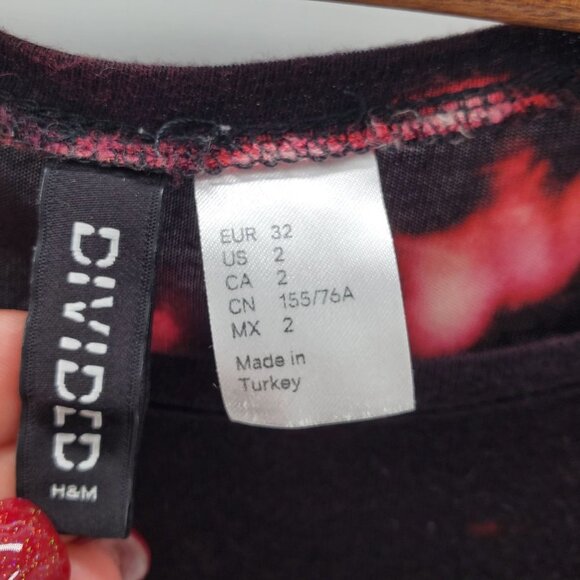 DIVIDED
H&M
EUR 32
US 2
CA 2
CN 155/76A
MX 2
Made in
Turkey